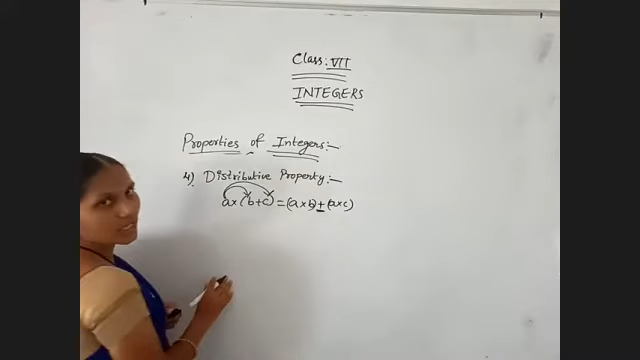 Class: VII
INTEGERS
Properties of Integers:-
4) Distributive Property:-
a×(b+c) = (a×b)+(a×c)